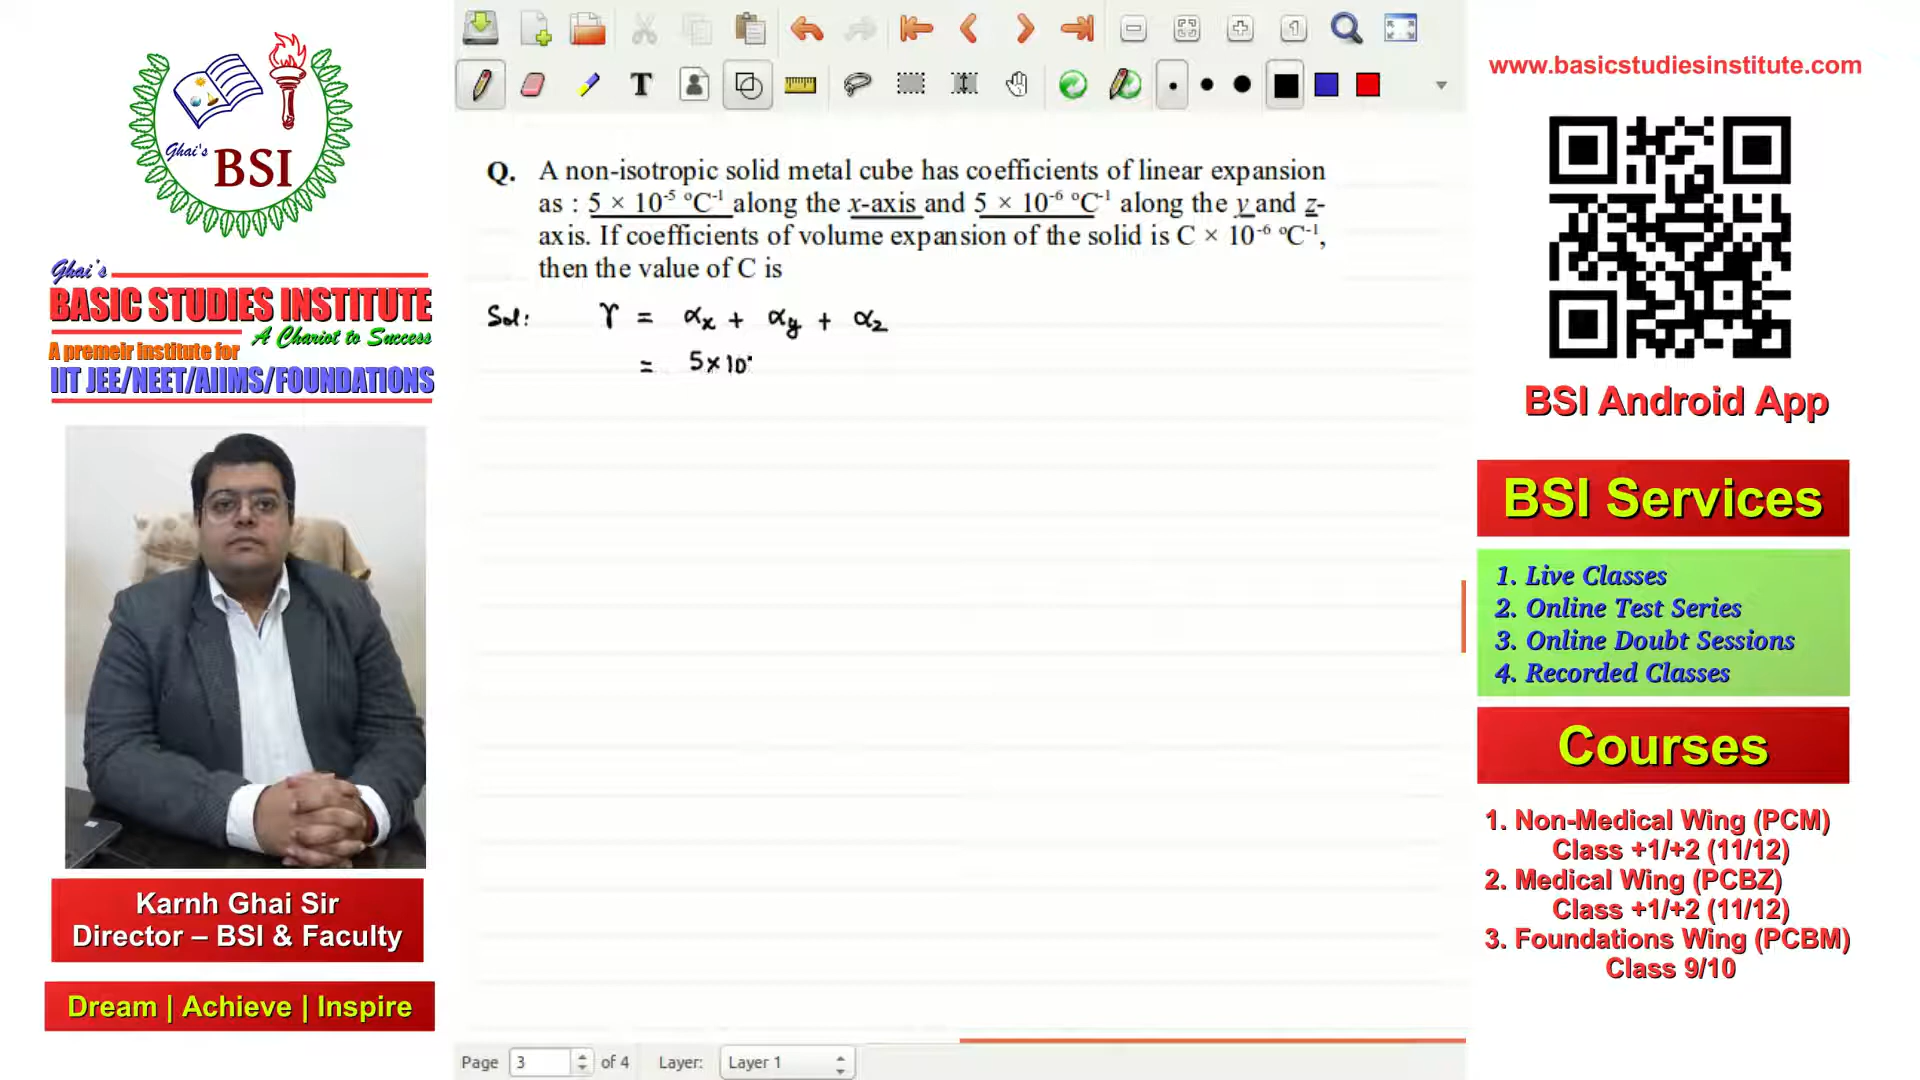 Ghai's
BSI
Ghai's
BASIC STUDIES INSTITUTE
A Chariot to Success
A premeir institute for
IIT JEE/NEET/AIIMS/FOUNDATIONS
Karnh Ghai Sir
Director – BSI & Faculty
Dream | Achieve | Inspire
T
1
Q. A non-isotropic solid metal cube has coefficients of linear expansion
as : 5 × 10⁻⁵ °C⁻¹ along the x-axis and 5 × 10⁻⁶ °C⁻¹ along the y and z-
axis. If coefficients of volume expansion of the solid is C × 10⁻⁶ °C⁻¹,
then the value of C is
Sol: γ = αx + αy + αz
= 5×10
Page 3 of 4 Layer: Layer 1
www.basicstudiesinstitute.com
BSI Android App
BSI Services
1. Live Classes
2. Online Test Series
3. Online Doubt Sessions
4. Recorded Classes
Courses
1. Non-Medical Wing (PCM)
Class +1/+2 (11/12)
2. Medical Wing (PCBZ)
Class +1/+2 (11/12)
3. Foundations Wing (PCBM)
Class 9/10